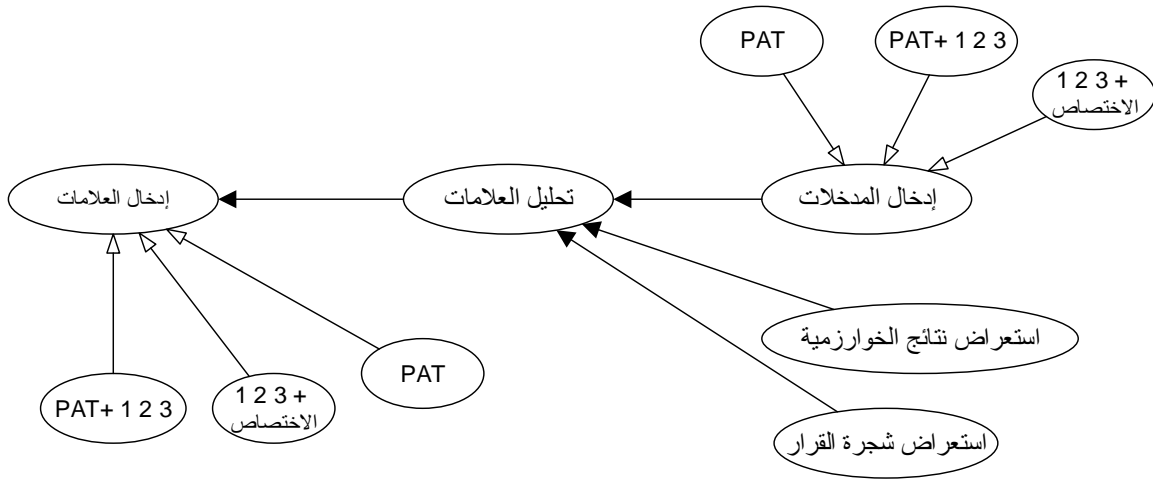 PAT
PAT+ 1 2 3
1 2 3 +
الاختصاص
إدخال المدخلات
تحليل العلامات
إدخال العلامات
استعراض نتائج الخوارزمية
PAT
1 2 3 +
الاختصاص
PAT+ 1 2 3
استعراض شجرة القرار